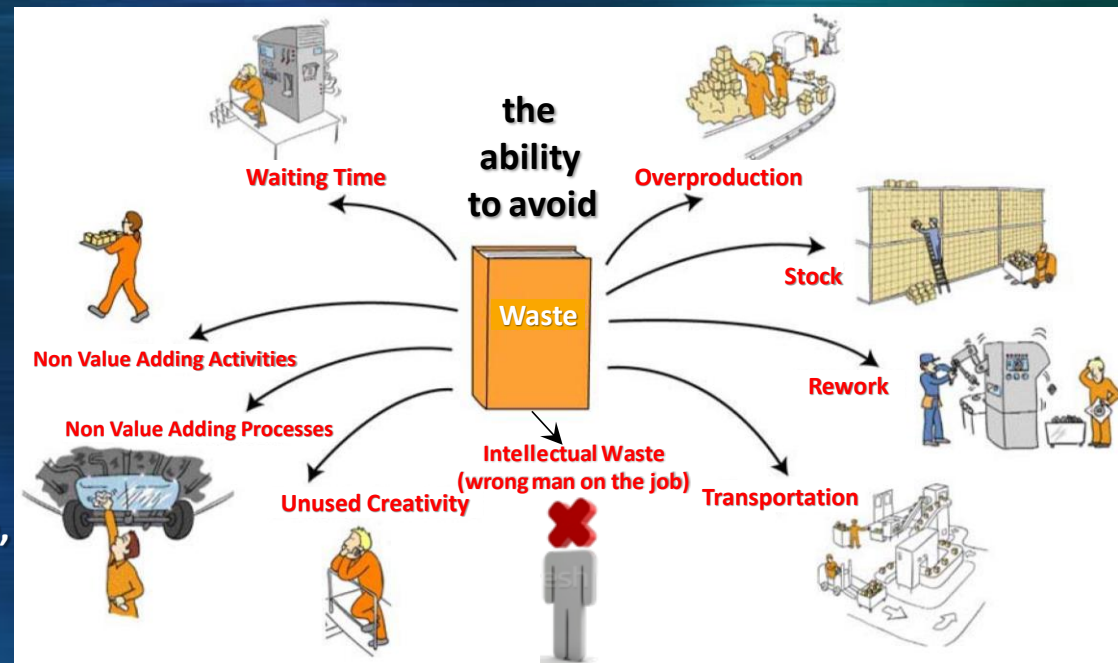 the
ability
to avoid
Waiting Time
Overproduction
Stock
Waste
Non Value Adding Activities
Rework
Non Value Adding Processes
Intellectual Waste
(wrong man on the job)
Unused Creativity
Transportation
esh
,